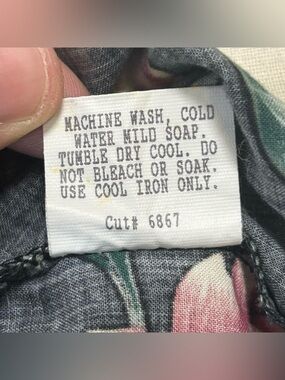 MACHINE WASH, COLD
WATER MILD SOAP.
TUMBLE DRY COOL. DO
NOT BLEACH OR SOAK.
USE COOL IRON ONLY.
Cut# 6867